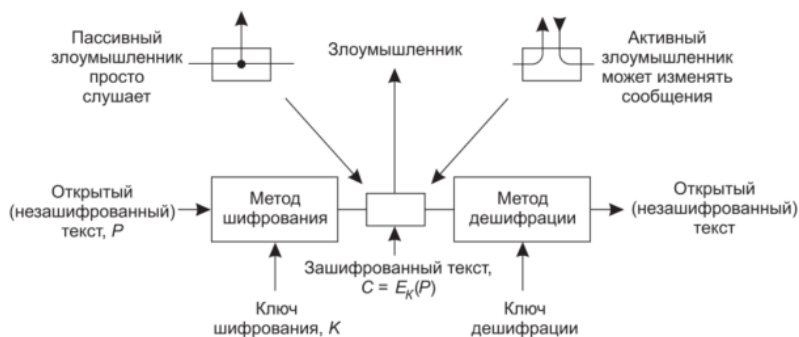 Пассивный
злоумышленник
просто
слушает
Злоумышленник
Активный
злоумышленник
может изменять
сообщения
Открытый
(незашифрованный)
текст, P
Метод
шифрования
Метод
дешифрации
Открытый
(незашифрованный)
текст
Зашифрованный текст,
C = E_K(P)
Ключ
шифрования, K
Ключ
дешифрации